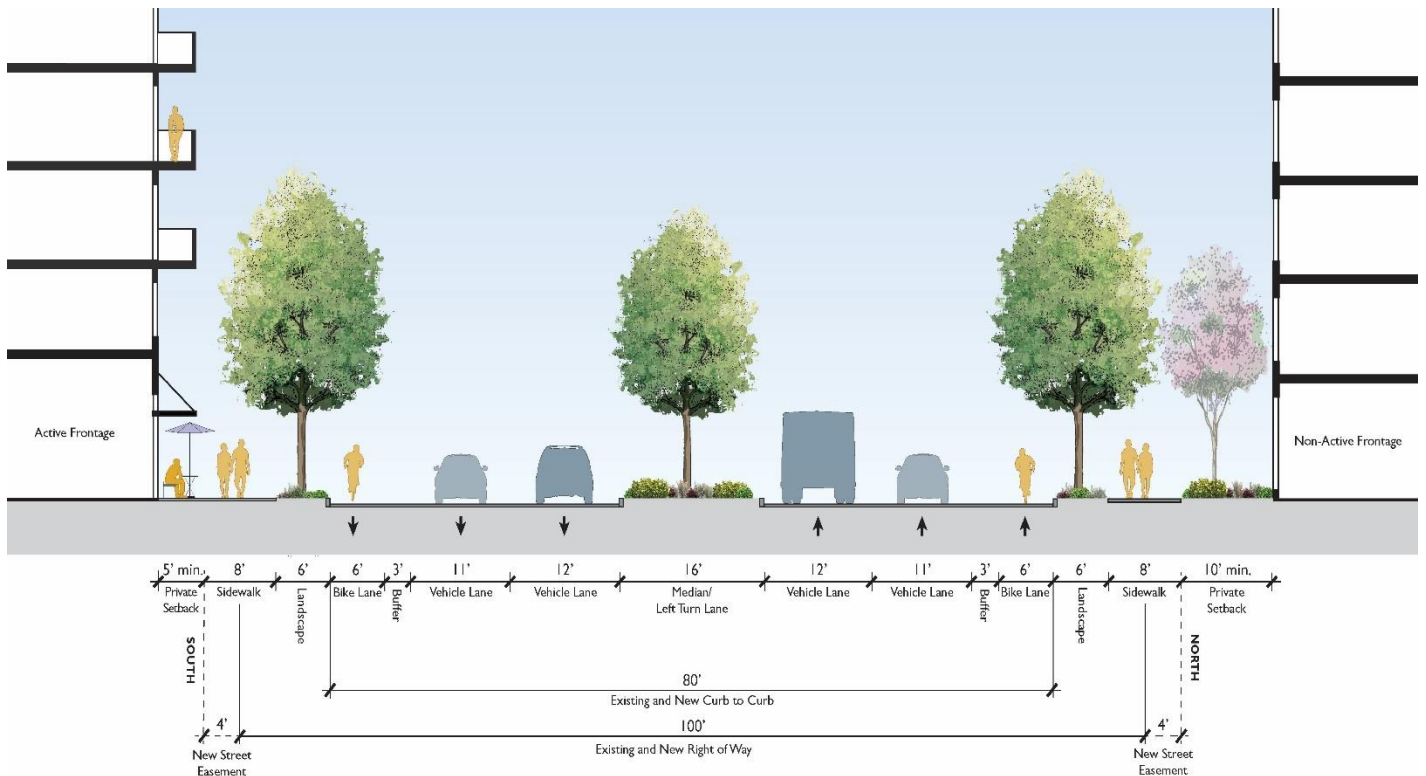 Active Frontage
Non-Active Frontage
5' min.
8'
6'
6'
3'
11'
12'
16'
12'
11'
3'
6'
6'
8'
10' min.
Private
Setback
Sidewalk
Landscape
Bike Lane
Buffer
Vehicle Lane
Vehicle Lane
Median/
Left Turn Lane
Vehicle Lane
Vehicle Lane
Buffer
Bike Lane
Landscape
Sidewalk
Private
Setback
SOUTH
NORTH
80'
Existing and New Curb to Curb
4'
100'
4'
Existing and New Right of Way
New Street
Easement
New Street
Easement